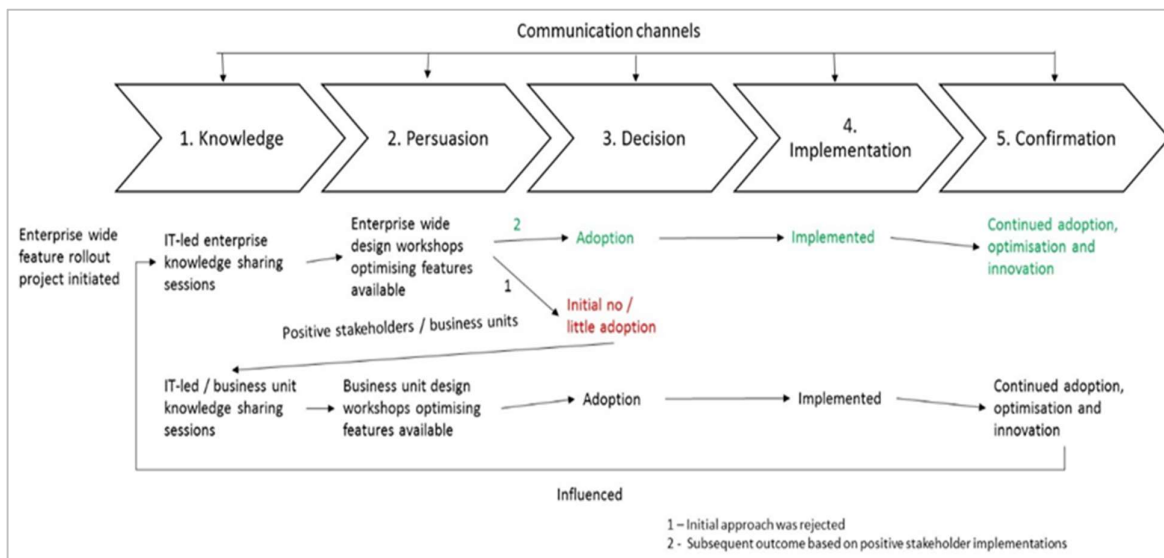 Communication channels
1. Knowledge
2. Persuasion
3. Decision
4.
Implementation
5. Confirmation
Enterprise wide
feature rollout
project initiated
IT-led enterprise
knowledge sharing
sessions
Enterprise wide
design workshops
optimising features
available
2
1
Adoption
Implemented
Continued adoption,
optimisation and
innovation
Initial no /
little adoption
Positive stakeholders / business units
IT-led / business unit
knowledge sharing
sessions
Business unit design
workshops optimising
features available
Adoption
Implemented
Continued adoption,
optimisation and
innovation
Influenced
1 – Initial approach was rejected
2 - Subsequent outcome based on positive stakeholder implementations